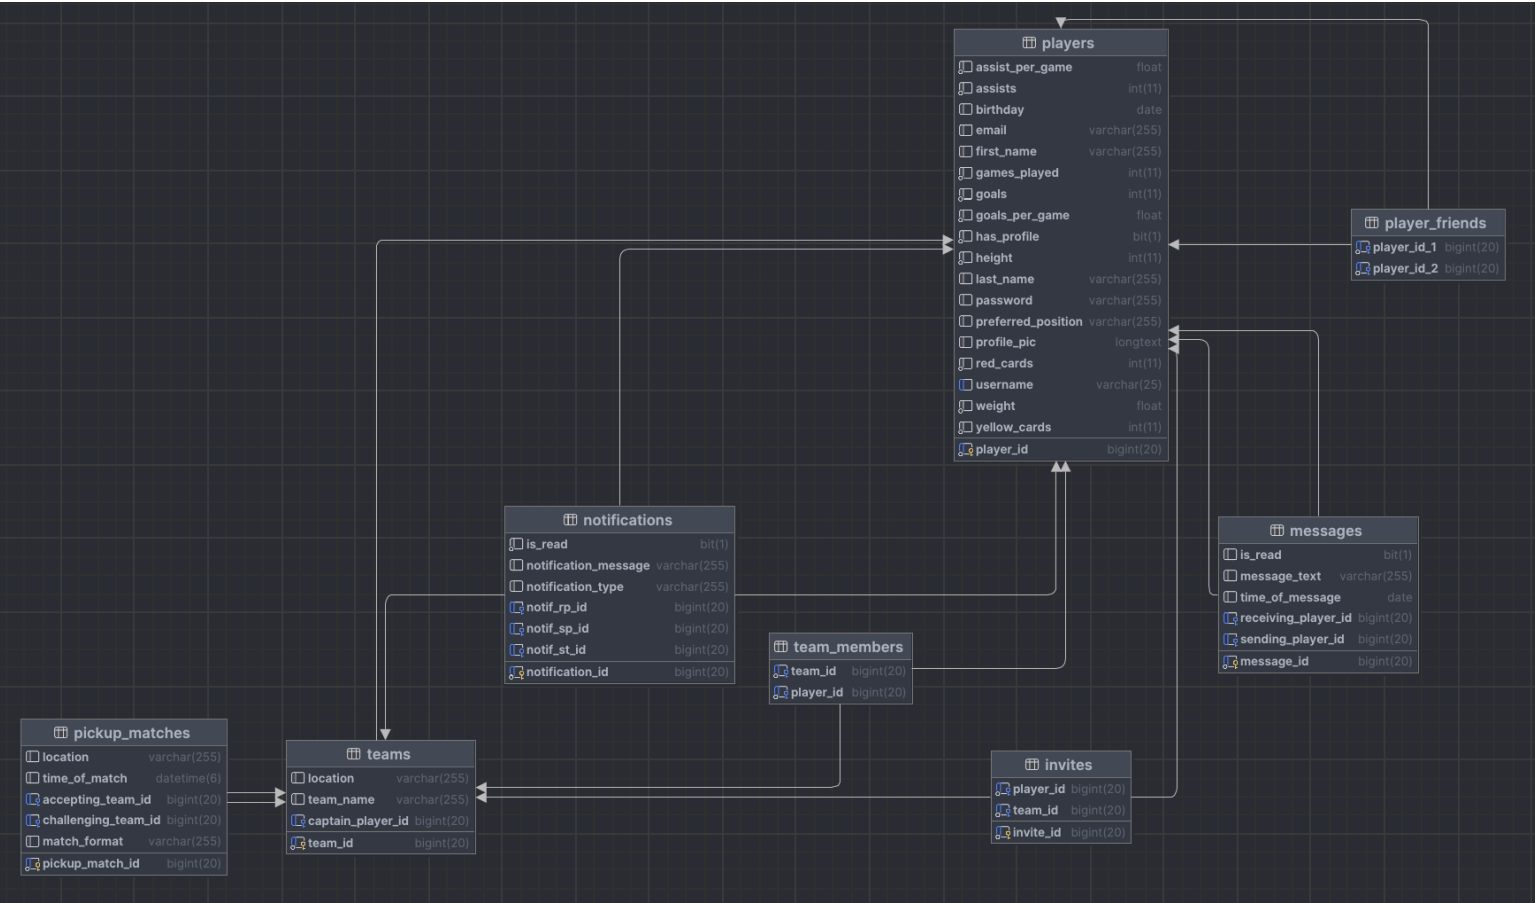 players
assist_per_game float
assists int(11)
birthday date
email varchar(255)
first_name varchar(255)
games_played int(11)
goals int(11)
goals_per_game float
has_profile bit(1)
height int(11)
last_name varchar(255)
password varchar(255)
preferred_position varchar(255)
profile_pic longtext
red_cards int(11)
username varchar(25)
weight float
yellow_cards int(11)
player_id bigint(20)
player_friends
player_id_1 bigint(20)
player_id_2 bigint(20)
notifications
is_read bit(1)
notification_message varchar(255)
notification_type varchar(255)
notif_rp_id bigint(20)
notif_sp_id bigint(20)
notif_st_id bigint(20)
notification_id bigint(20)
messages
is_read bit(1)
message_text varchar(255)
time_of_message date
receiving_player_id bigint(20)
sending_player_id bigint(20)
message_id bigint(20)
team_members
team_id bigint(20)
player_id bigint(20)
pickup_matches
location varchar(255)
time_of_match datetime(6)
accepting_team_id bigint(20)
challenging_team_id bigint(20)
match_format varchar(255)
pickup_match_id bigint(20)
teams
location varchar(255)
team_name varchar(255)
captain_player_id bigint(20)
team_id bigint(20)
invites
player_id bigint(20)
team_id bigint(20)
invite_id bigint(20)